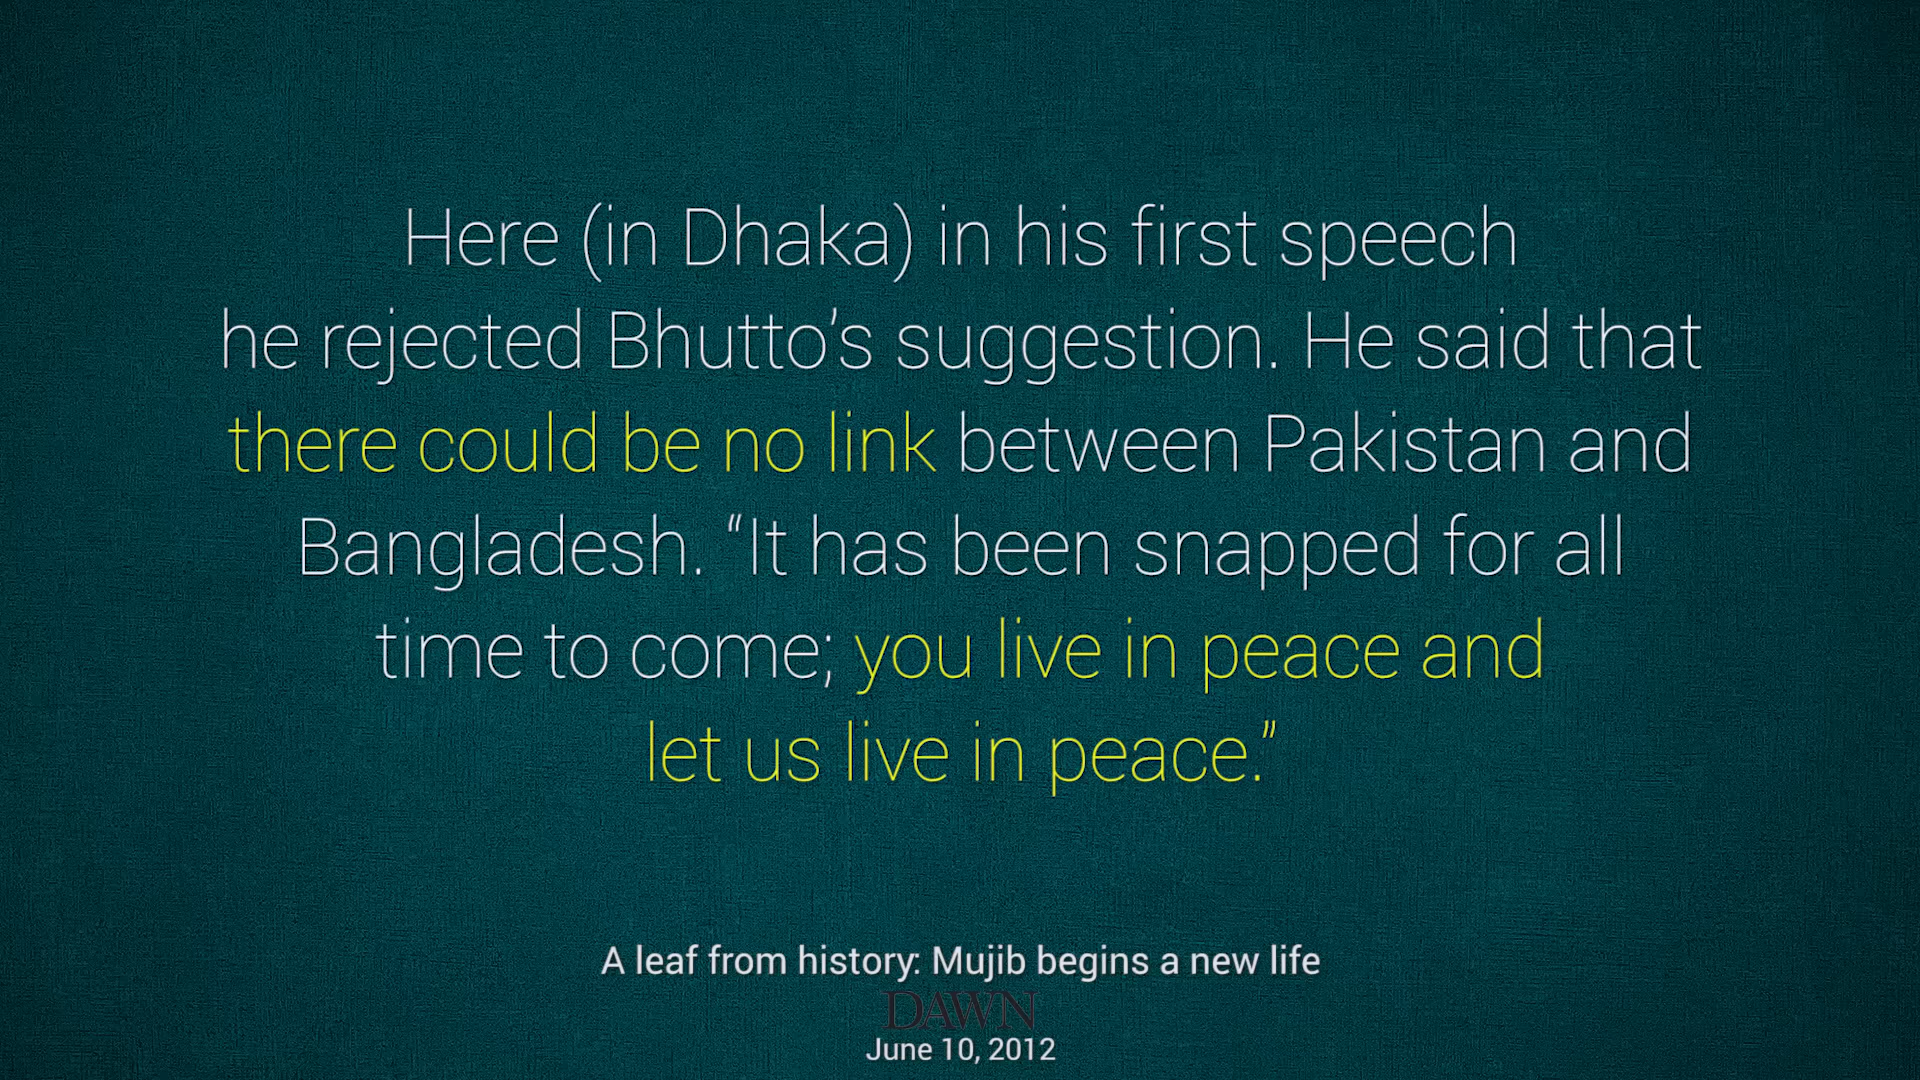 Here (in Dhaka) in his first speech
he rejected Bhutto’s suggestion. He said that
there could be no link between Pakistan and
Bangladesh. “It has been snapped for all
time to come; you live in peace and
let us live in peace.”
A leaf from history: Mujib begins a new life
DAWN
June 10, 2012